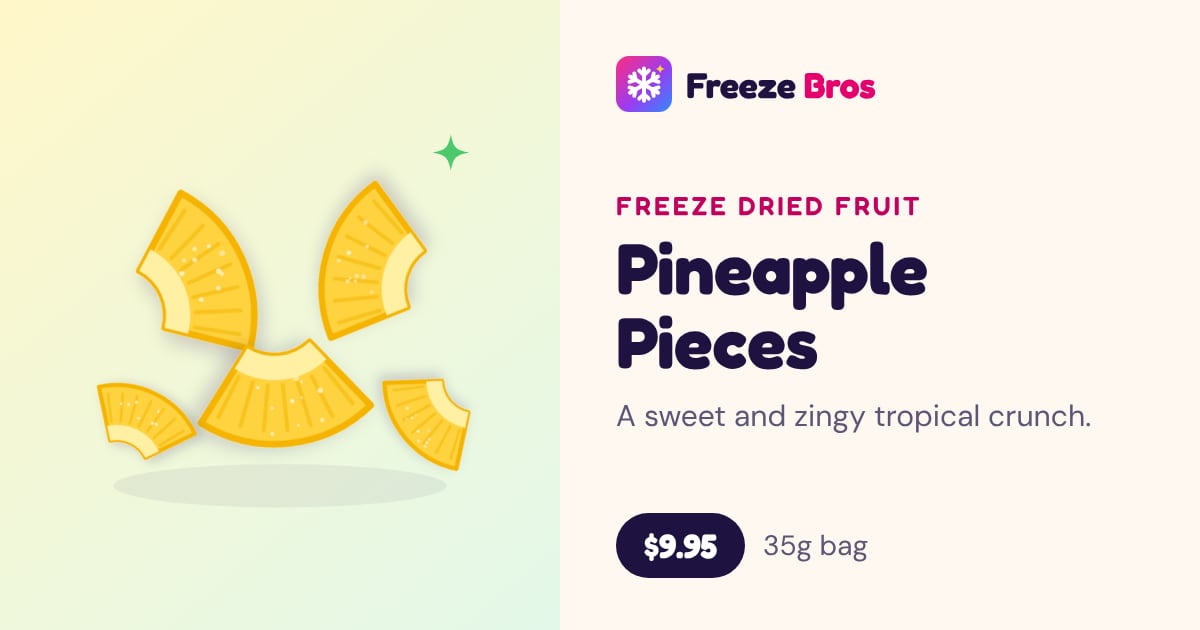 Freeze Bros
FREEZE DRIED FRUIT
Pineapple
Pieces
A sweet and zingy tropical crunch.
$9.95 35g bag